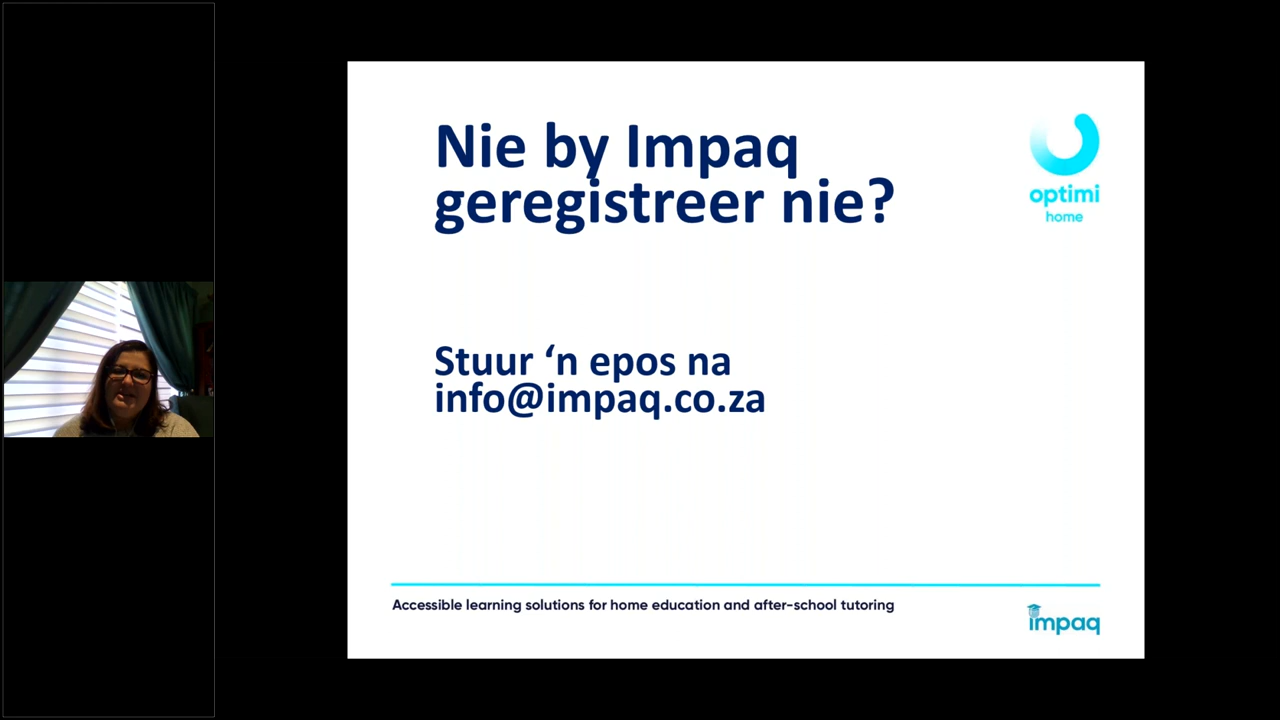 Nie by Impaq
geregistreer nie?
optimi
home
Stuur ‘n epos na
info@impaq.co.za
Accessible learning solutions for home education and after-school tutoring
impaq